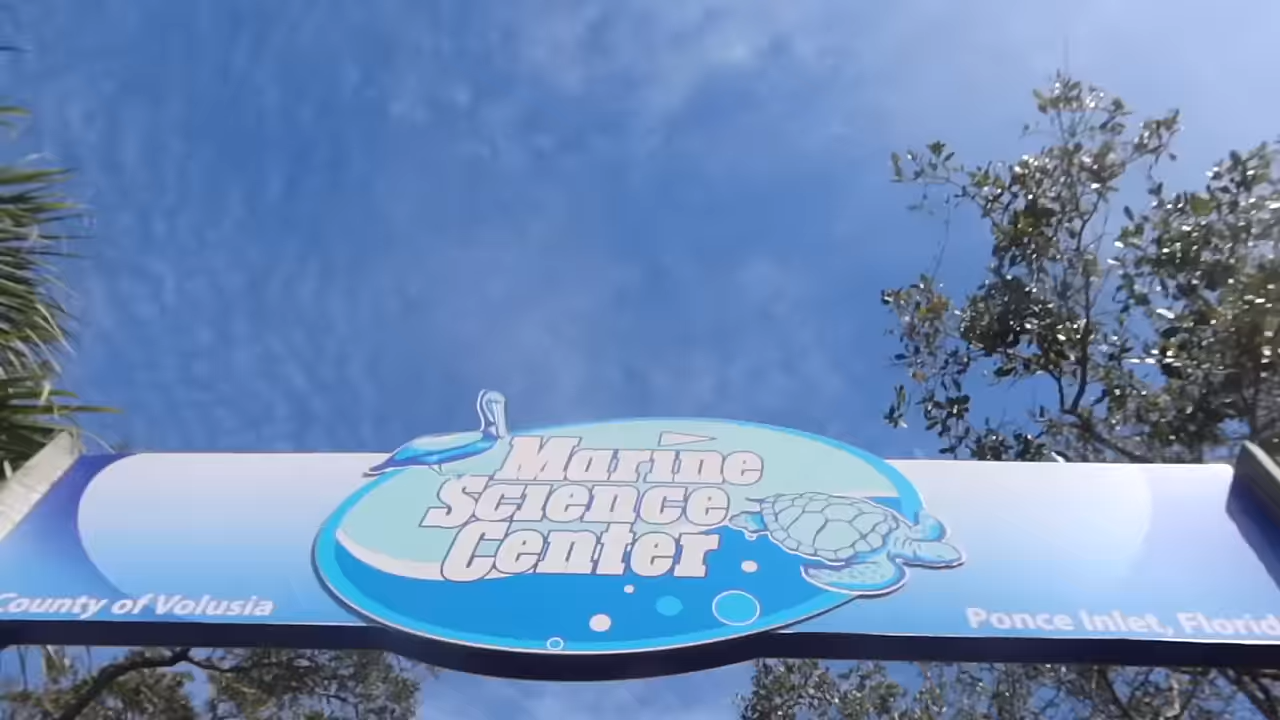 Marine
Science
Center
County of Volusia
Ponce Inlet, Florid